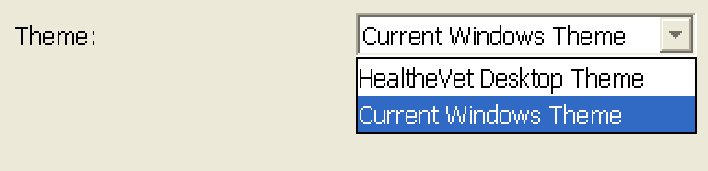 Theme: Current Windows Theme
HealtheVet Desktop Theme
Current Windows Theme